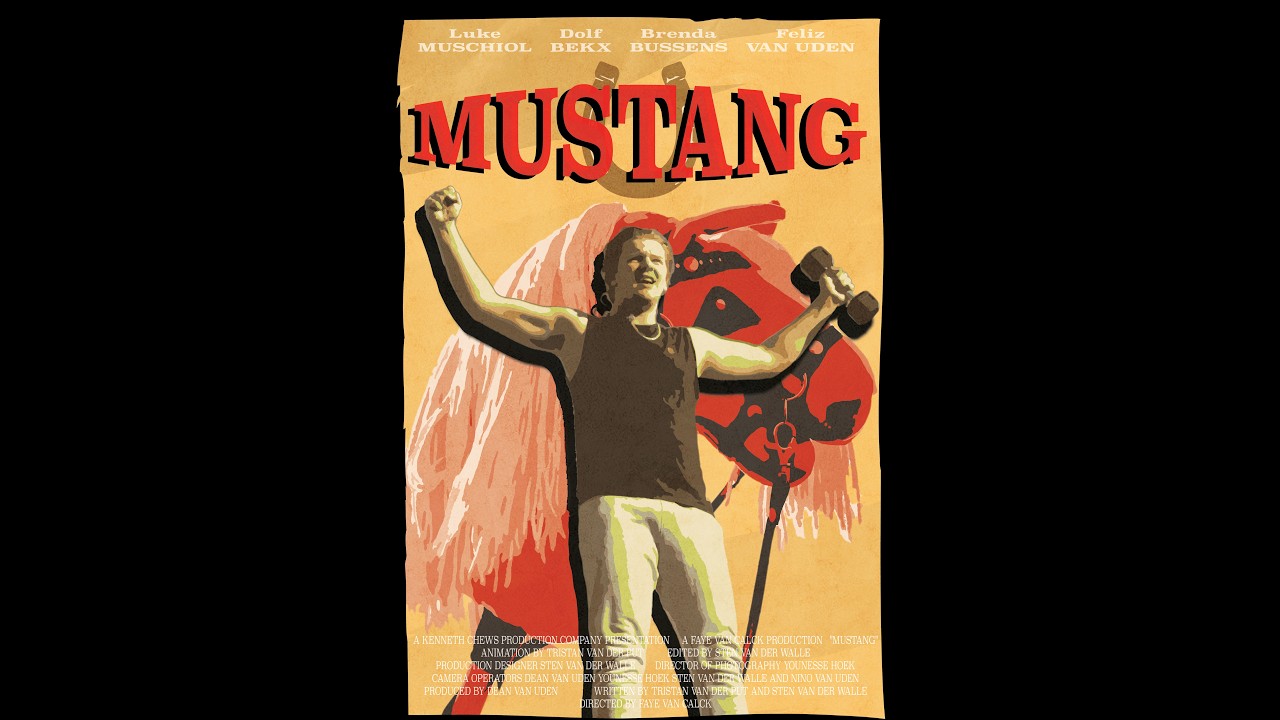 Luke Dolf Brenda Feliz
MUSCHIOL BEKX BUSSENS VAN UDEN
MUSTANG
A KENNETH CHEWS PRODUCTION COMPANY PRESENTATION A FAYE VAN CALCK PRODUCTION "MUSTANG"
ANIMATION BY TRISTAN VAN DER PUT EDITED BY STEN VAN DER WALLE
PRODUCTION DESIGNER STEN VAN DER WALLE DIRECTOR OF PHOTOGRAPHY YOUNESSE HOEK
CAMERA OPERATORS DEAN VAN UDEN YOUNESSE HOEK STEN VAN DER WALLE AND NINO VAN UDEN
PRODUCED BY DEAN VAN UDEN WRITTEN BY TRISTAN VAN DER PUT AND STEN VAN DER WALLE
DIRECTED BY FAYE VAN CALCK